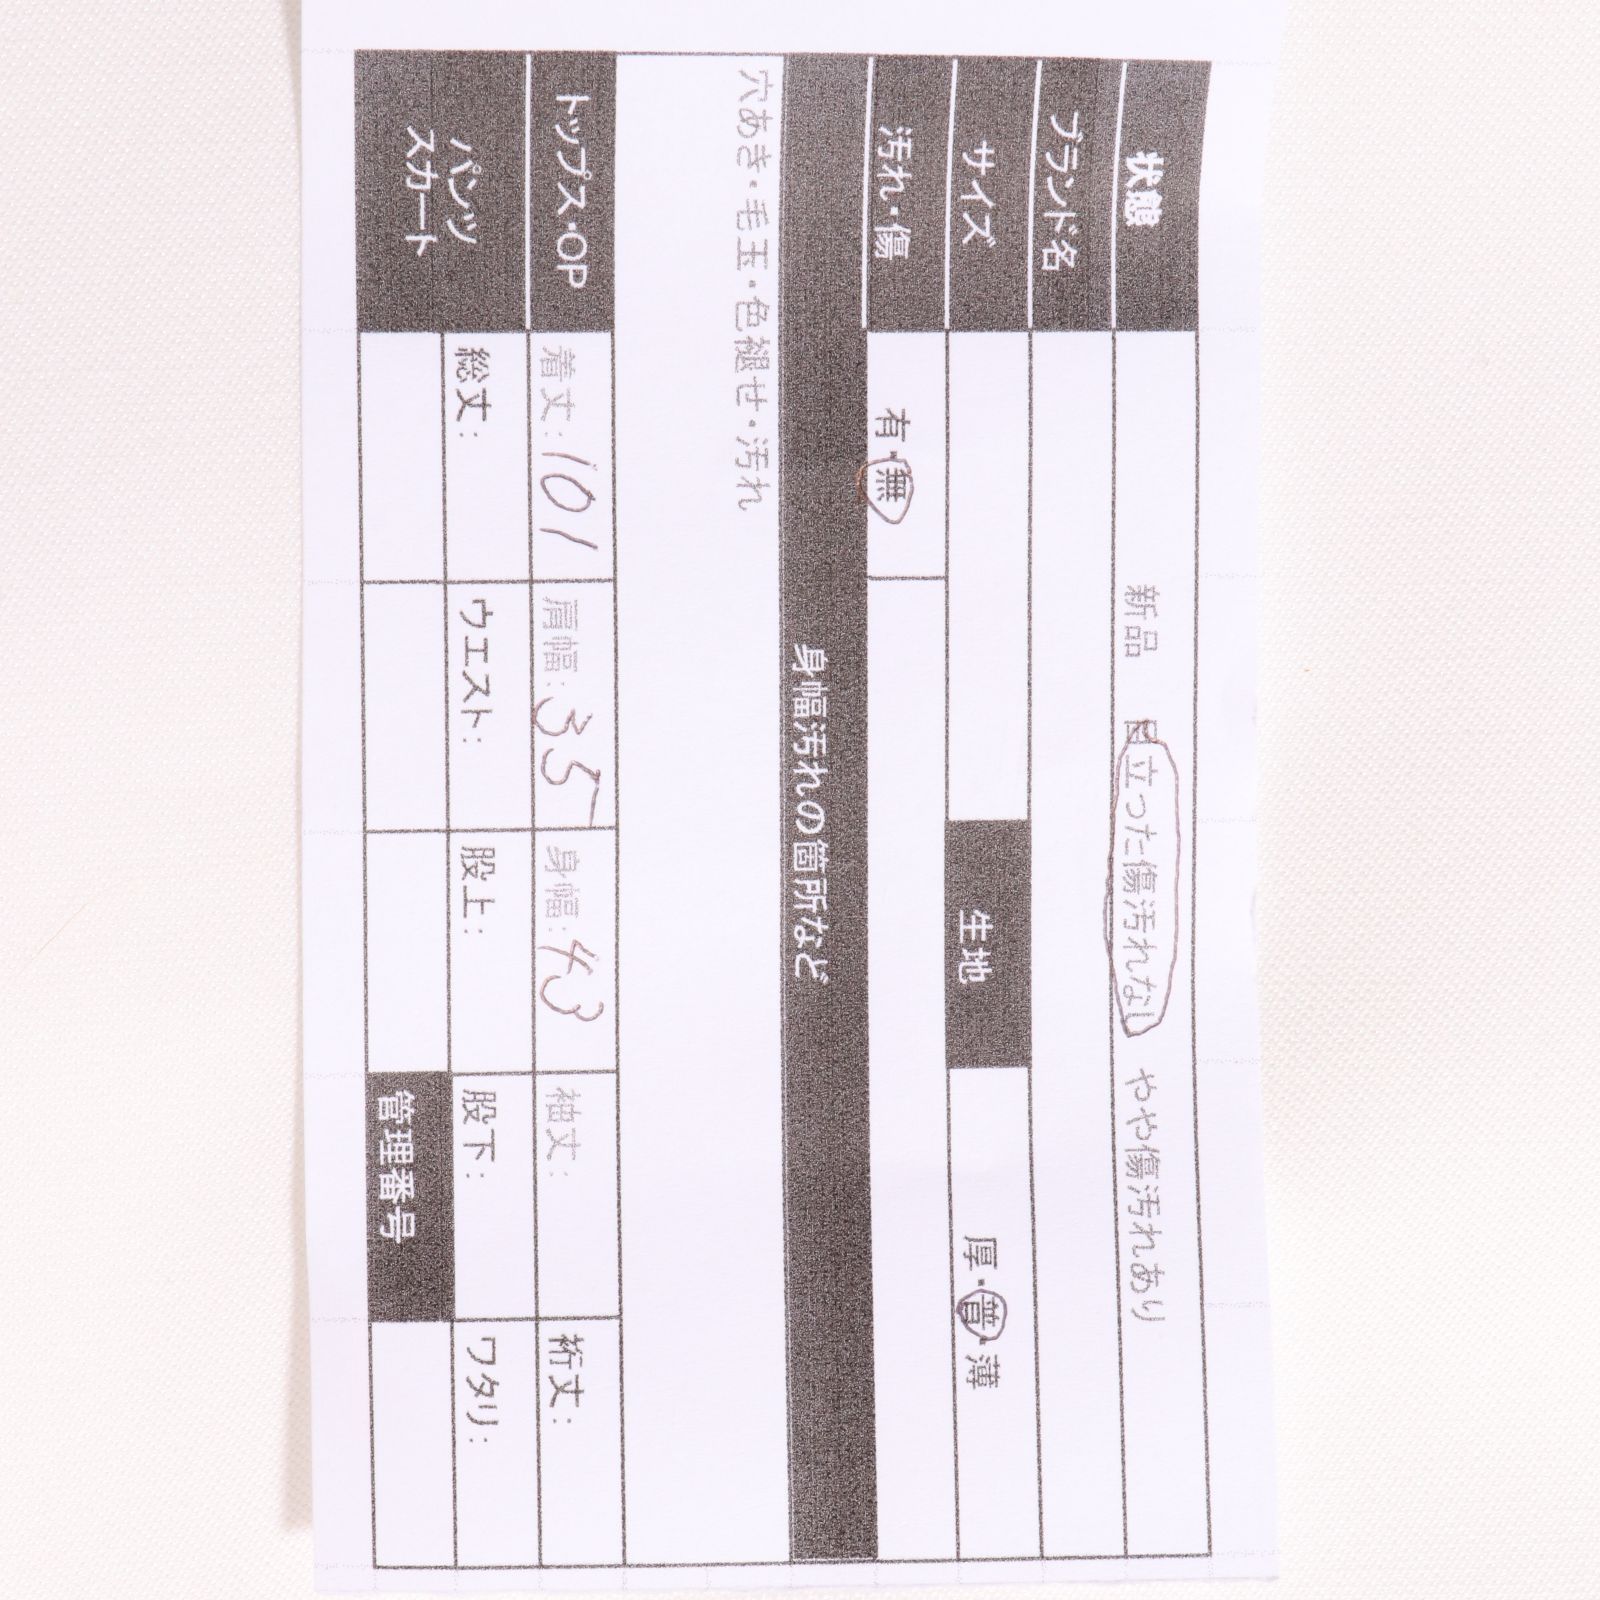 状態 新品 目立った傷汚れなし やや傷汚れあり
ブランド名
サイズ 生地 厚・普・薄
汚れ・傷 有・無
身幅汚れの箇所など
穴あき・毛玉・色褪せ・汚れ
トップス・OP 着丈:101 肩幅:35 身幅:43 袖丈: 裄丈:
パンツ 総丈: ウエスト: 股上: 股下: ワタリ:
スカート 管理番号